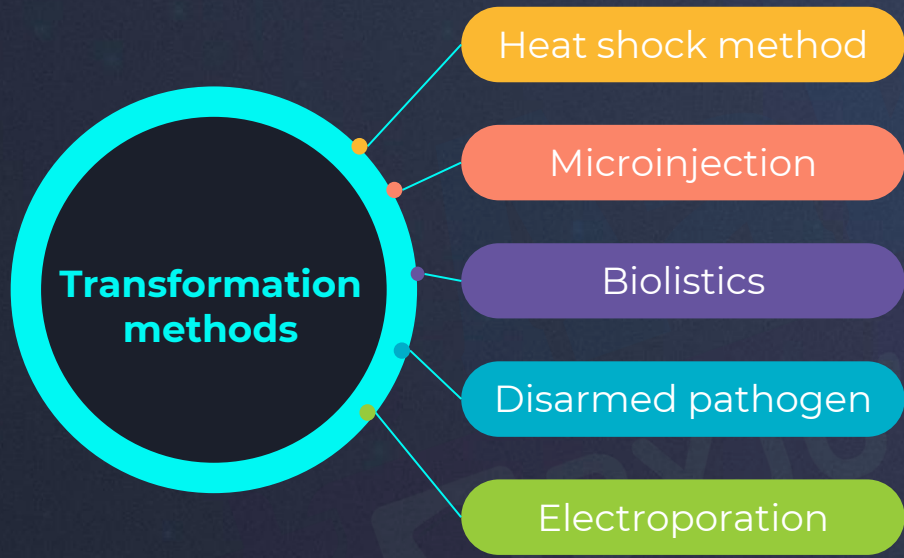 Heat shock method
Microinjection
Transformation
methods
Biolistics
Disarmed pathogen
Electroporation